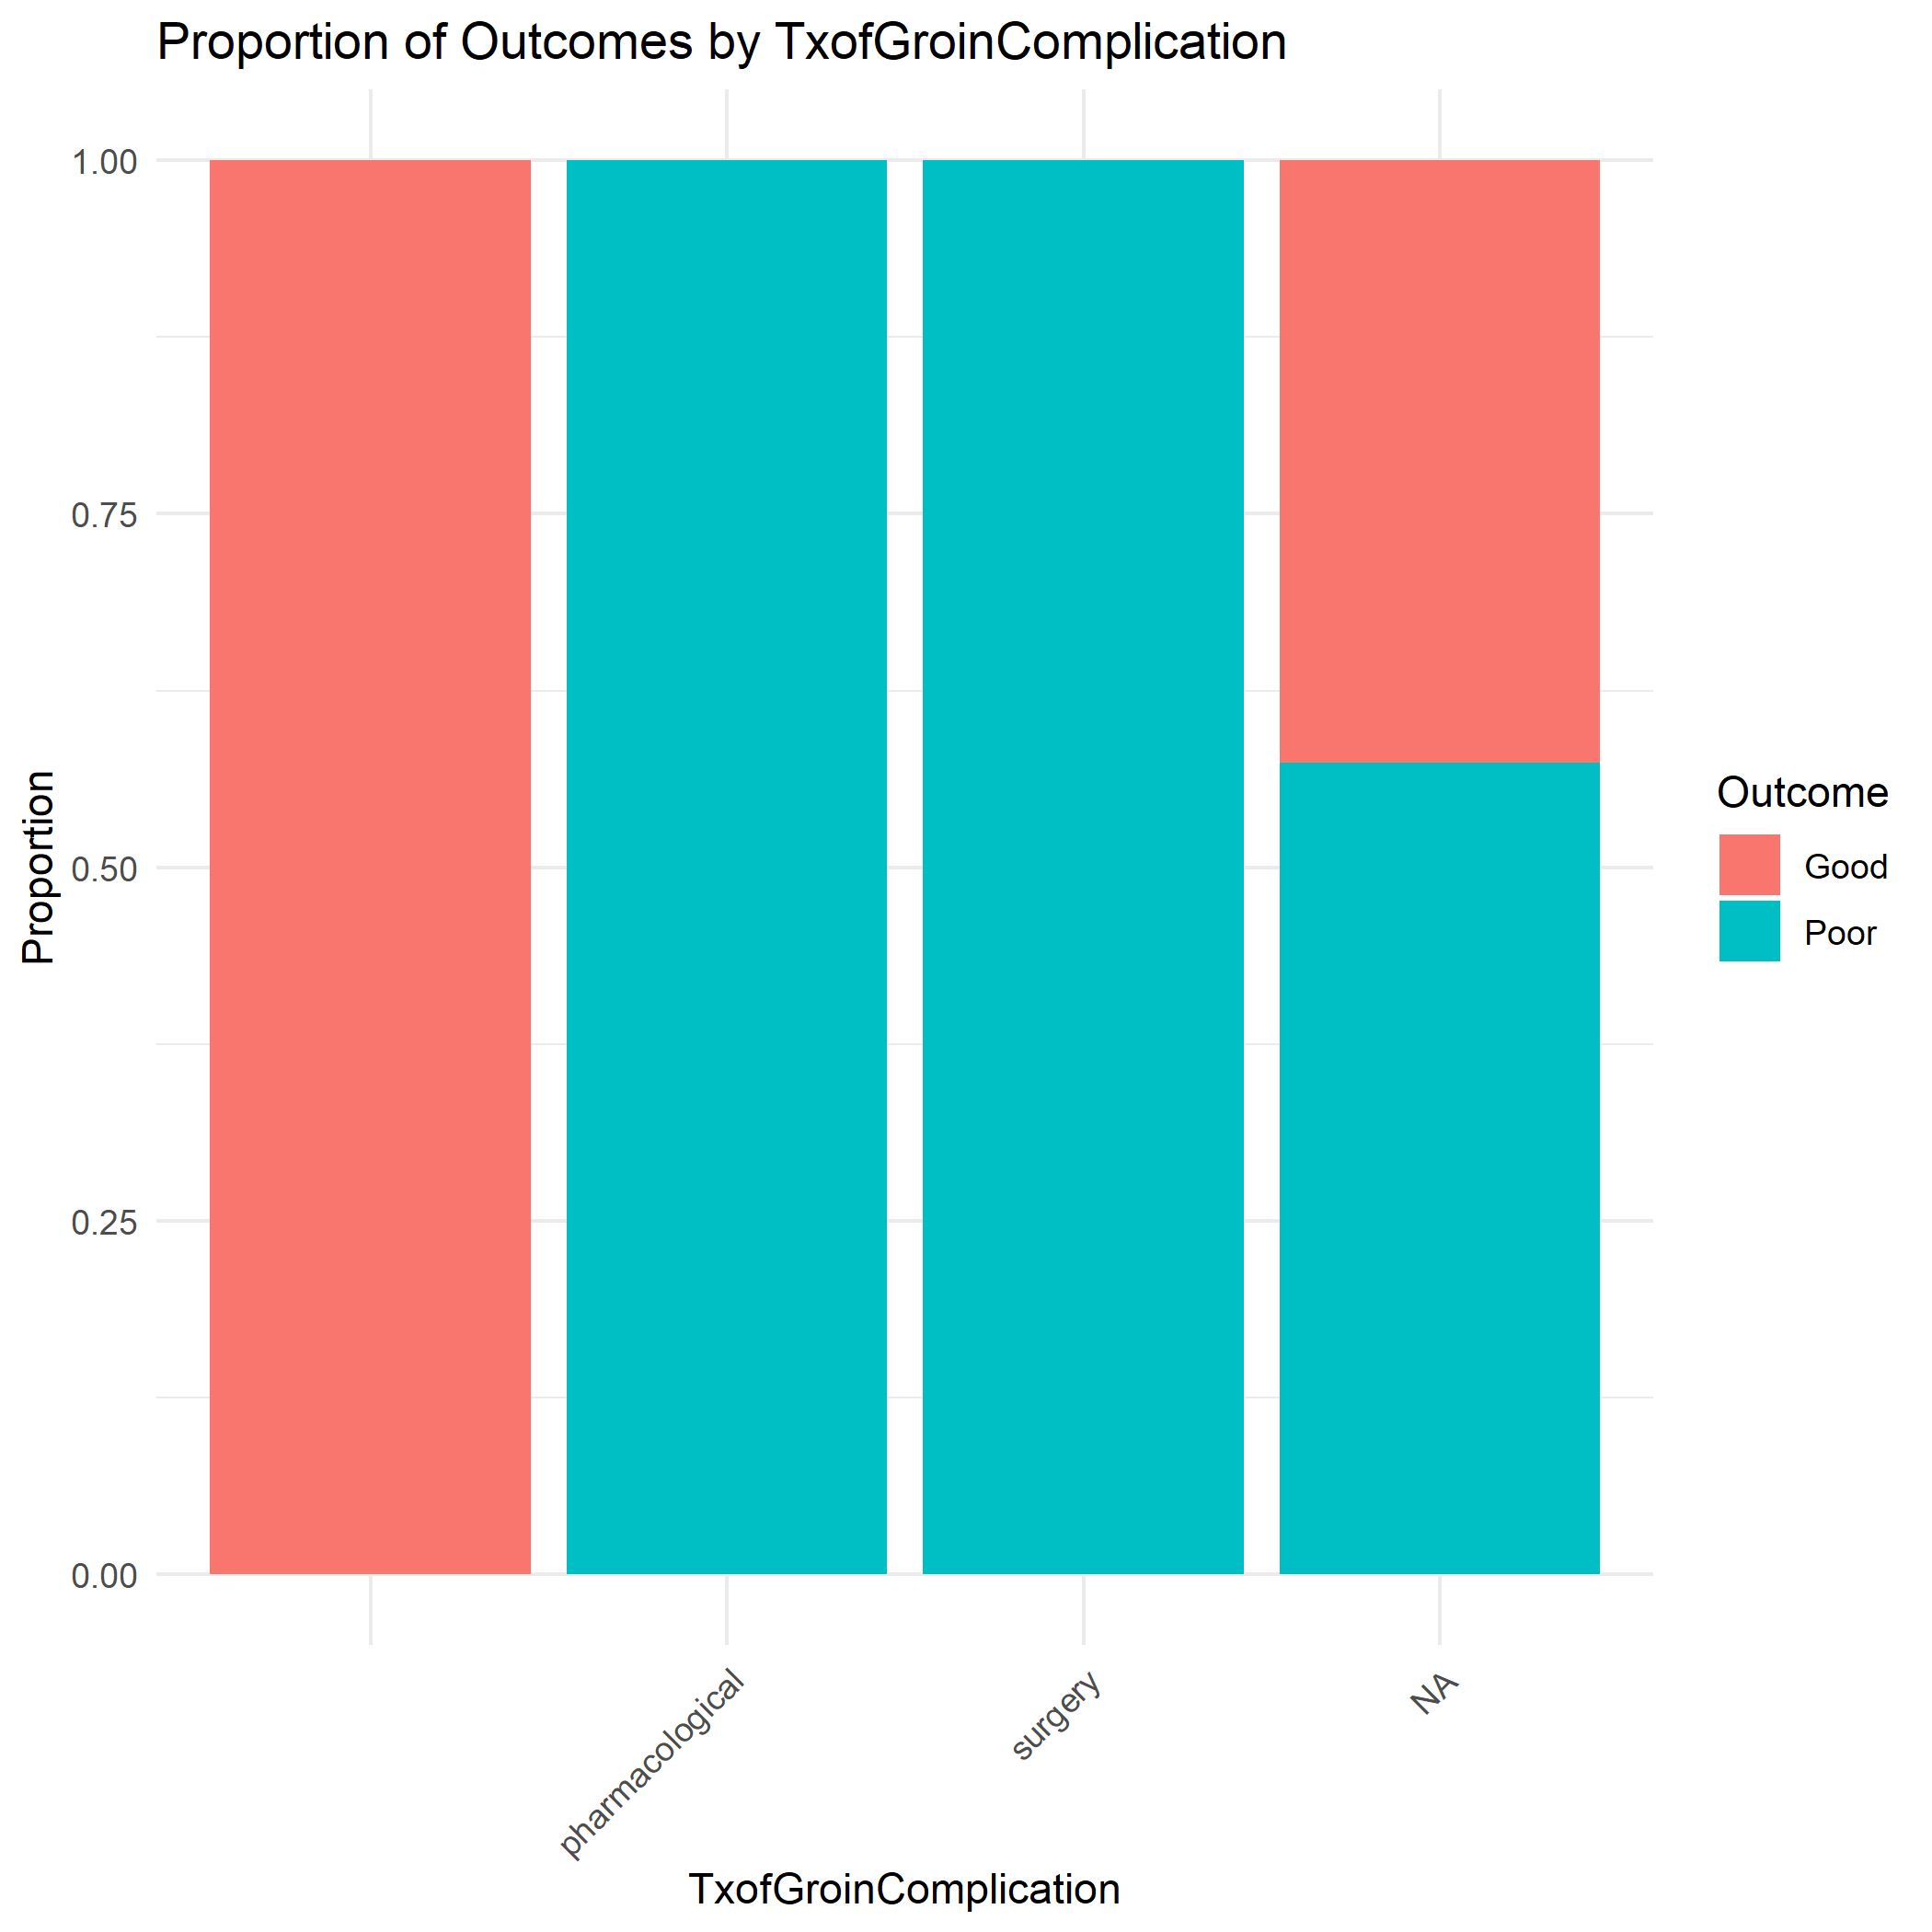 Proportion of Outcomes by TxofGroinComplication
1.00
0.75
0.50
0.25
0.00
Proportion
pharmacological
surgery
NA
TxofGroinComplication
Outcome
Good
Poor